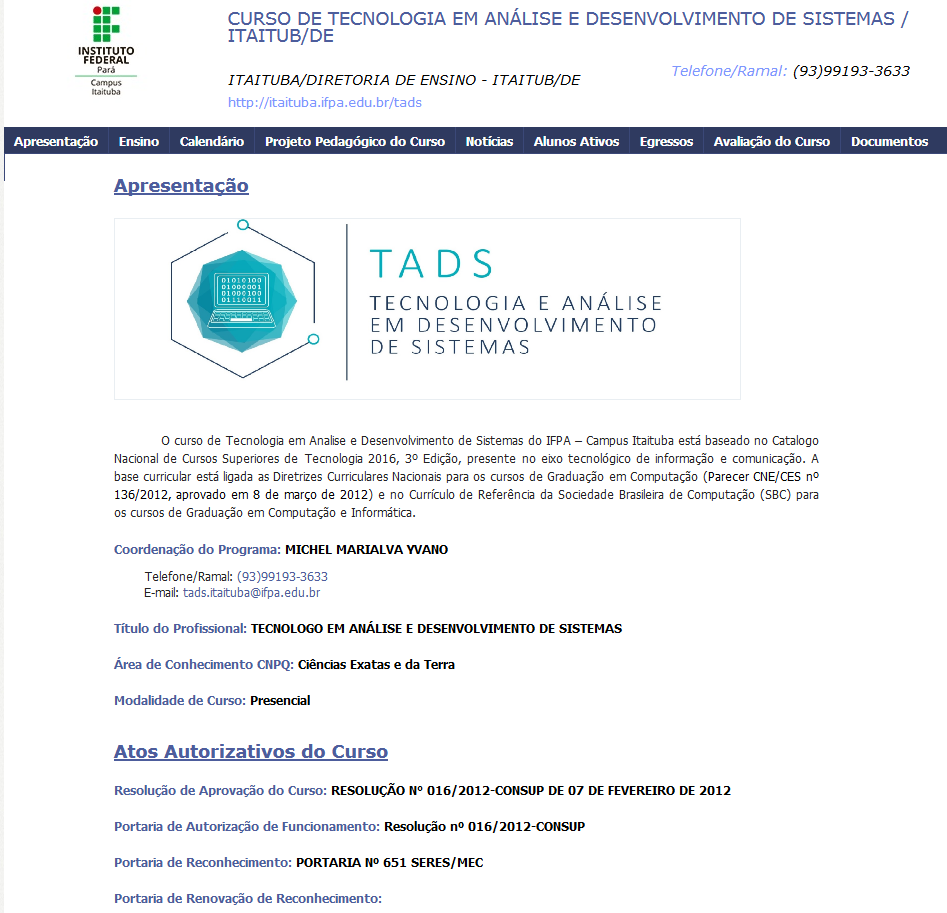 INSTITUTO
FEDERAL
Pará
Campus
Itaituba
CURSO DE TECNOLOGIA EM ANÁLISE E DESENVOLVIMENTO DE SISTEMAS /
ITAITUB/DE
ITAITUBA/DIRETORIA DE ENSINO - ITAITUB/DE
Telefone/Ramal: (93)99193-3633
http://itaituba.ifpa.edu.br/tads
Apresentação Ensino Calendário Projeto Pedagógico do Curso Notícias Alunos Ativos Egressos Avaliação do Curso Documentos
Apresentação
01010100
01000001
01000100
01110011
TADS
TECNOLOGIA E ANÁLISE
EM DESENVOLVIMENTO
DE SISTEMAS
O curso de Tecnologia em Analise e Desenvolvimento de Sistemas do IFPA – Campus Itaituba está baseado no Catalogo
Nacional de Cursos Superiores de Tecnologia 2016, 3º Edição, presente no eixo tecnológico de informação e comunicação. A
base curricular está ligada as Diretrizes Curriculares Nacionais para os cursos de Graduação em Computação (Parecer CNE/CES nº
136/2012, aprovado em 8 de março de 2012) e no Currículo de Referência da Sociedade Brasileira de Computação (SBC) para
os cursos de Graduação em Computação e Informática.
Coordenação do Programa: MICHEL MARIALVA YVANO
Telefone/Ramal: (93)99193-3633
E-mail: tads.itaituba@ifpa.edu.br
Título do Profissional: TECNOLOGO EM ANÁLISE E DESENVOLVIMENTO DE SISTEMAS
Área de Conhecimento CNPQ: Ciências Exatas e da Terra
Modalidade de Curso: Presencial
Atos Autorizativos do Curso
Resolução de Aprovação do Curso: RESOLUÇÃO Nº 016/2012-CONSUP DE 07 DE FEVEREIRO DE 2012
Portaria de Autorização de Funcionamento: Resolução nº 016/2012-CONSUP
Portaria de Reconhecimento: PORTARIA Nº 651 SERES/MEC
Portaria de Renovação de Reconhecimento: